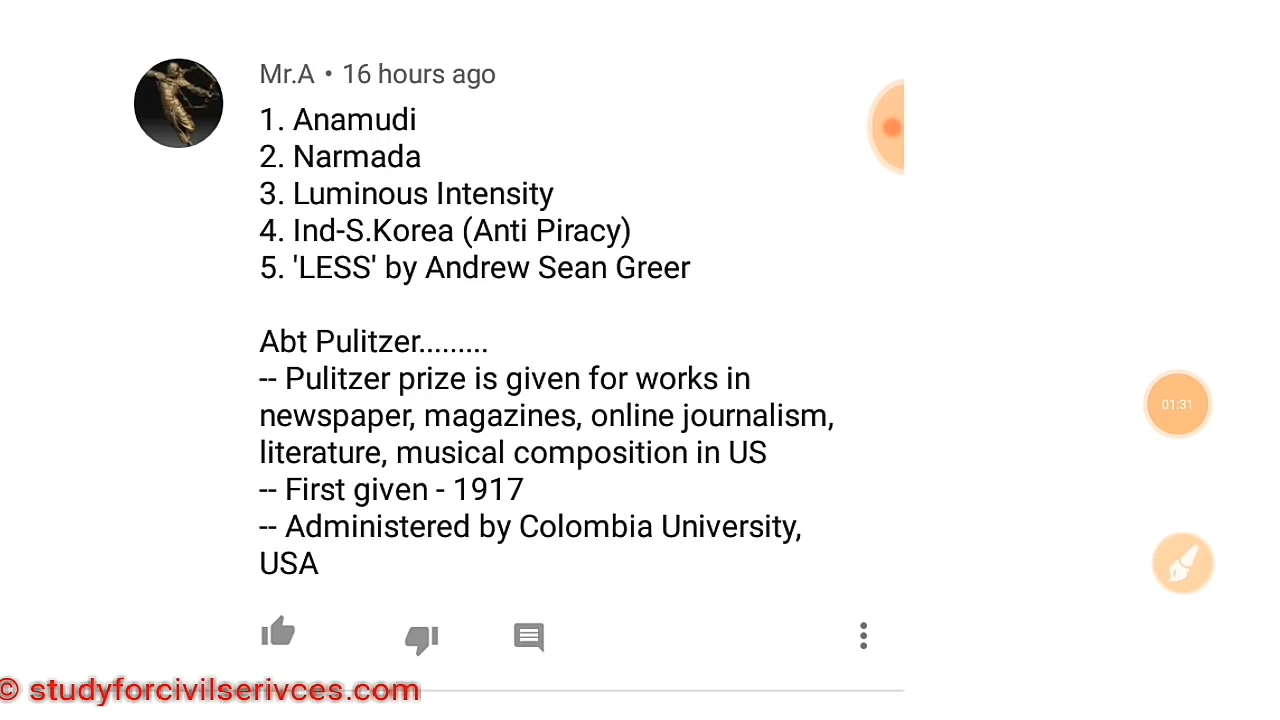 Mr.A • 16 hours ago
1. Anamudi
2. Narmada
3. Luminous Intensity
4. Ind-S.Korea (Anti Piracy)
5. 'LESS' by Andrew Sean Greer
Abt Pulitzer.........
-- Pulitzer prize is given for works in
newspaper, magazines, online journalism,
literature, musical composition in US
-- First given - 1917
-- Administered by Colombia University,
USA
01:31
© studyforcivilserivces.com